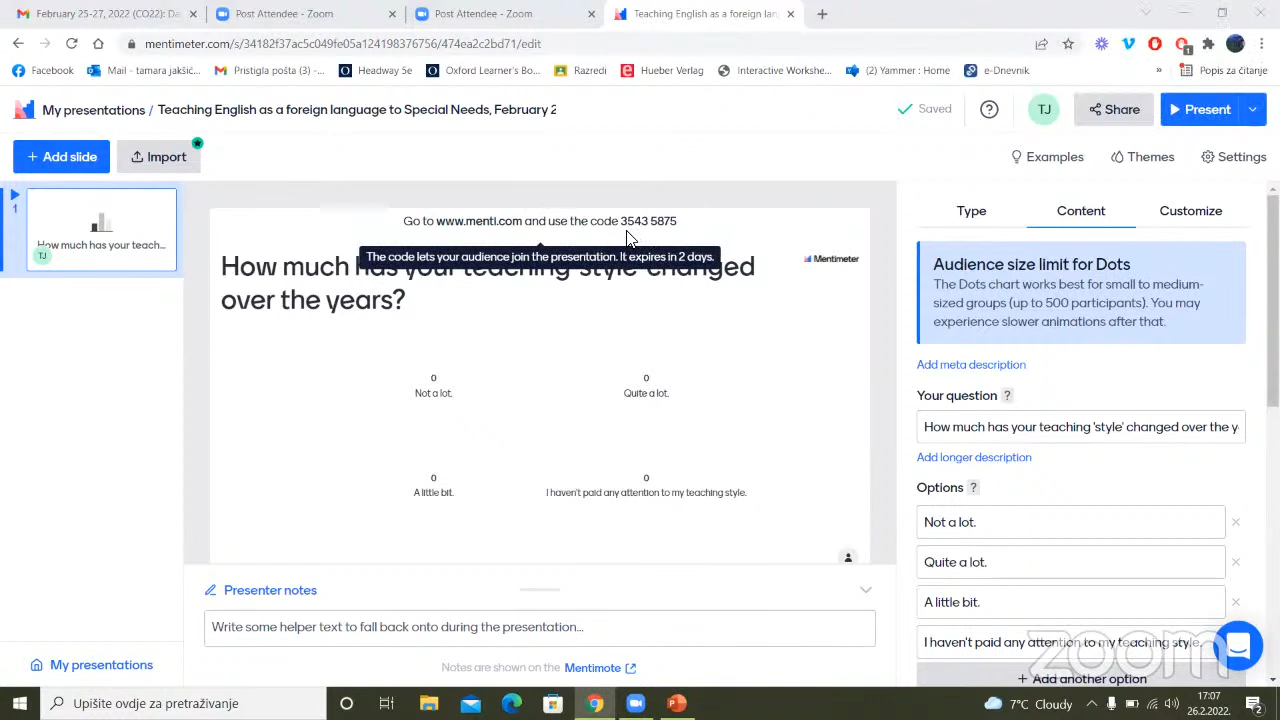 February 25-27, 2022 (CO22): Da
Post Attendee - Zoom
Post Attendee - Zoom
Teaching English as a foreign lang
mentimeter.com/s/34182f37ac5c049fe05a124198376756/474ea2c2bd71/edit
Facebook
Mail - tamara jakšić...
Pristigla pošta (3) -...
Headway 5e
Oxford Learner's Bo...
Razredi
Hueber Verlag
Interactive Workshe...
(2) Yammer : Home
e-Dnevnik
»
Popis za čitanje
My presentations / Teaching English as a foreign language to Special Needs, February 2
Saved
TJ
Share
Present
+ Add slide
Import
Examples
Themes
Settings
1
How much has your teach...
TJ
Go to www.menti.com and use the code 3543 5875
The code lets your audience join the presentation. It expires in 2 days.
How much has your teaching 'style' changed
over the years?
Mentimeter
0
Not a lot.
0
Quite a lot.
0
A little bit.
0
I haven't paid any attention to my teaching style.
Presenter notes
Write some helper text to fall back onto during the presentation...
Notes are shown on the Mentimote
My presentations
Type
Content
Customize
Audience size limit for Dots
The Dots chart works best for small to medium-
sized groups (up to 500 participants). You may
experience slower animations after that.
Add meta description
Your question ?
How much has your teaching 'style' changed over the y
Add longer description
Options ?
Not a lot.
Quite a lot.
A little bit.
I haven't paid any attention to my teaching style.
+ Add another option
zoom
Upišite ovdje za pretraživanje
7°C Cloudy
17:07
26.2.2022.
2